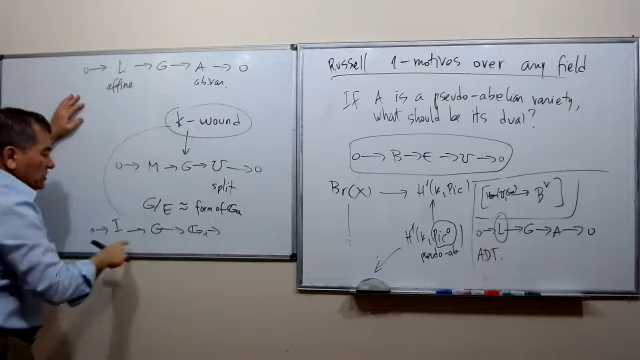 0 → L → G → A → 0
affine ab.var.
k-wound
0 → M → G → U → 0
split
G/E ≈ form of Ga
0 → I → G → Ga →
Russell 1-motives over any field
If A is a pseudo-abelian variety,
what should be its dual?
0 → B → E → U → 0
Br(X) → H¹(k, Pic)
→ B^∨ ]
H¹(k, Pic⁰)
pseudo-ab
0 → L → G → A → 0
ADT.